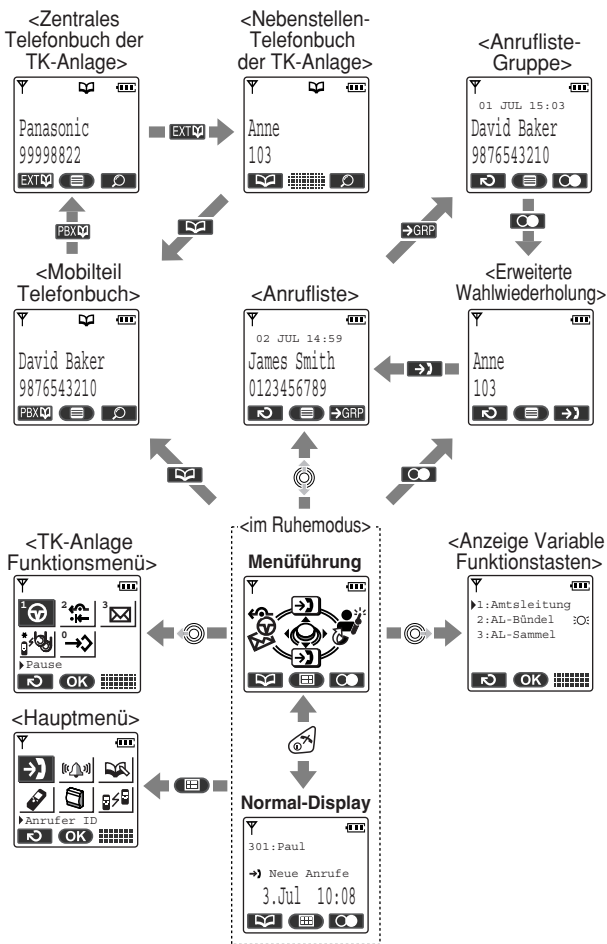 <Zentrales
Telefonbuch der
TK-Anlage>
<Nebenstellen-
Telefonbuch
der TK-Anlage>
<Anrufliste-
Gruppe>
Panasonic
99998822
EXT
EXT
Anne
103
01 JUL 15:03
David Baker
9876543210
PBX
→GRP
<Mobilteil
Telefonbuch>
<Anrufliste>
<Erweiterte
Wahlwiederholung>
David Baker
9876543210
PBX
02 JUL 14:59
James Smith
0123456789
→GRP
Anne
103
<im Ruhemodus>
<TK-Anlage
Funktionsmenü>
Menüführung
<Anzeige Variable
Funktionstasten>
1
2
3
*
0
Pause
OK
1:Amtsleitung
2:AL-Bündel
3:AL-Sammel
OK
<Hauptmenü>
Anrufer ID
OK
Normal-Display
301:Paul
Neue Anrufe
3.Jul 10:08